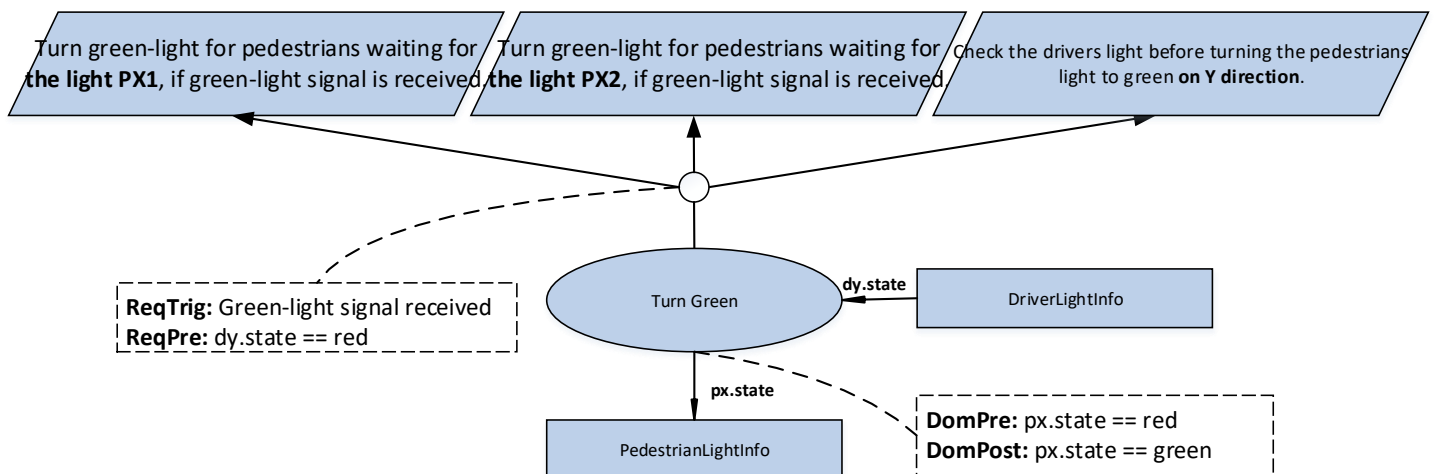 Turn green-light for pedestrians waiting for
the light PX1, if green-light signal is received.
Turn green-light for pedestrians waiting for
the light PX2, if green-light signal is received.
Check the drivers light before turning the pedestrians
light to green on Y direction.
ReqTrig: Green-light signal received
ReqPre: dy.state == red
Turn Green
dy.state
DriverLightInfo
px.state
PedestrianLightInfo
DomPre: px.state == red
DomPost: px.state == green